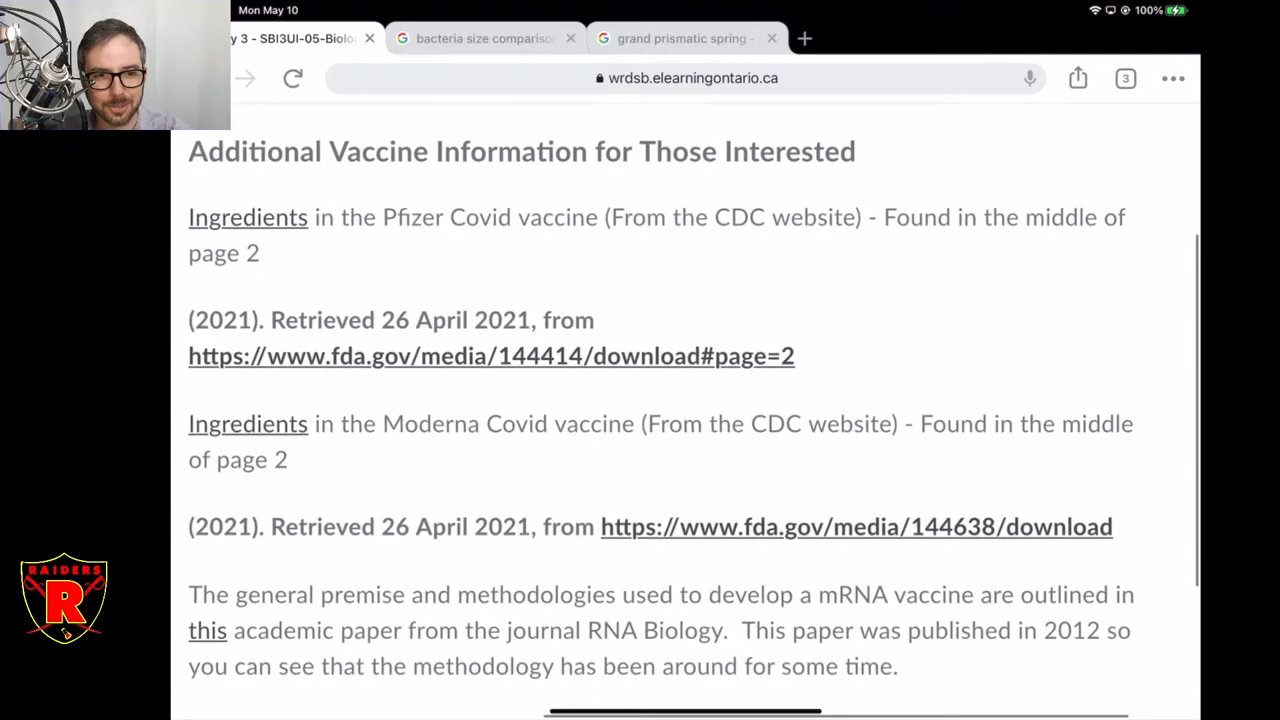 Mon May 10
100%
y 3 - SBI3UI-05-Biolo
bacteria size comparison
grand prismatic spring -
wrdsb.elearningontario.ca
3
Additional Vaccine Information for Those Interested
Ingredients in the Pfizer Covid vaccine (From the CDC website) - Found in the middle of
page 2
(2021). Retrieved 26 April 2021, from
https://www.fda.gov/media/144414/download#page=2
Ingredients in the Moderna Covid vaccine (From the CDC website) - Found in the middle
of page 2
(2021). Retrieved 26 April 2021, from https://www.fda.gov/media/144638/download
The general premise and methodologies used to develop a mRNA vaccine are outlined in
this academic paper from the journal RNA Biology. This paper was published in 2012 so
you can see that the methodology has been around for some time.
RAIDERS
R